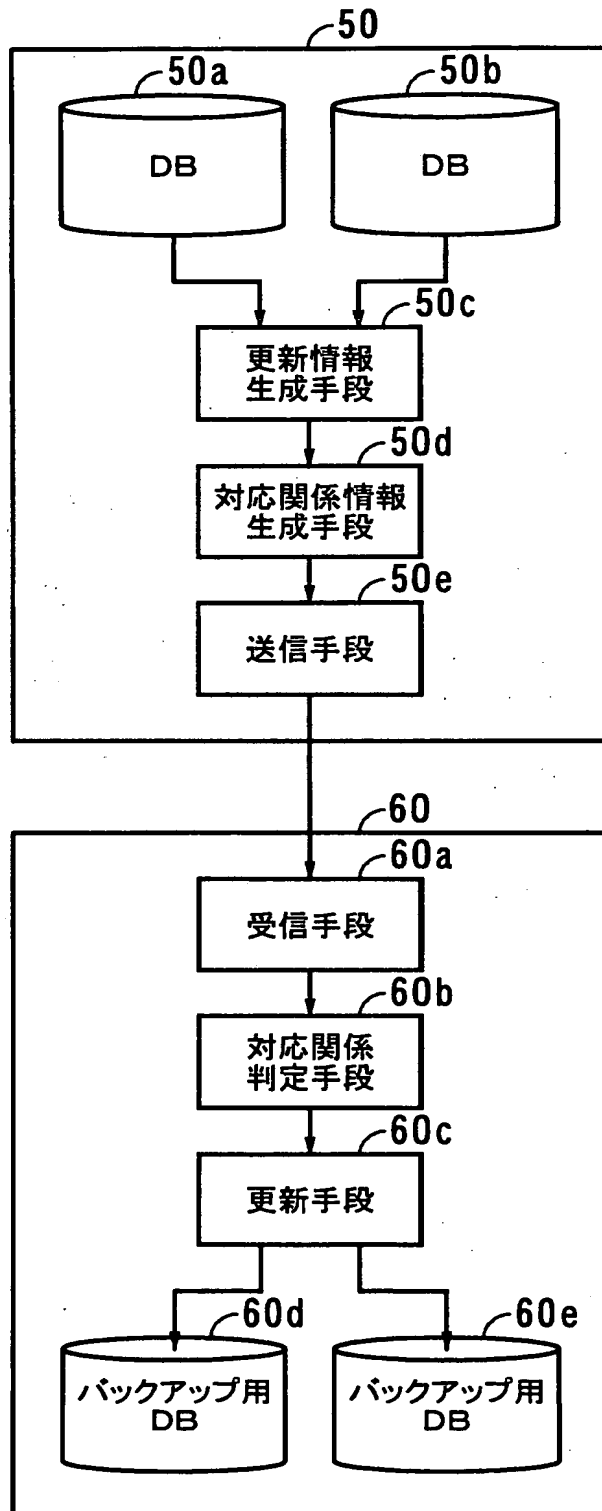 50
50a
50b
DB
DB
50c
更新情報
生成手段
50d
対応関係情報
生成手段
50e
送信手段
60
60a
受信手段
60b
対応関係
判定手段
60c
更新手段
60d
60e
バックアップ用
DB
バックアップ用
DB